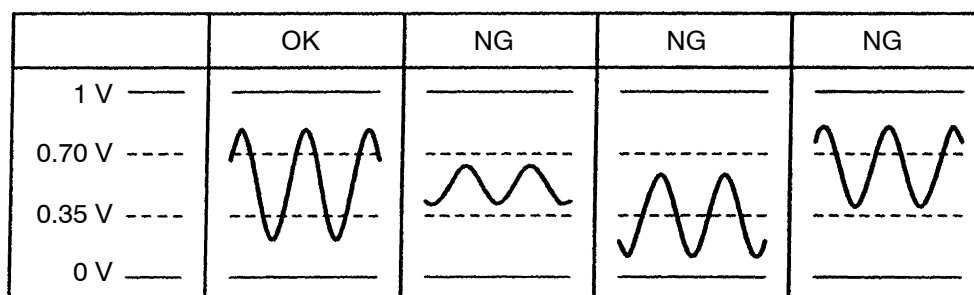 OK NG NG NG
1 V
0.70 V
0.35 V
0 V